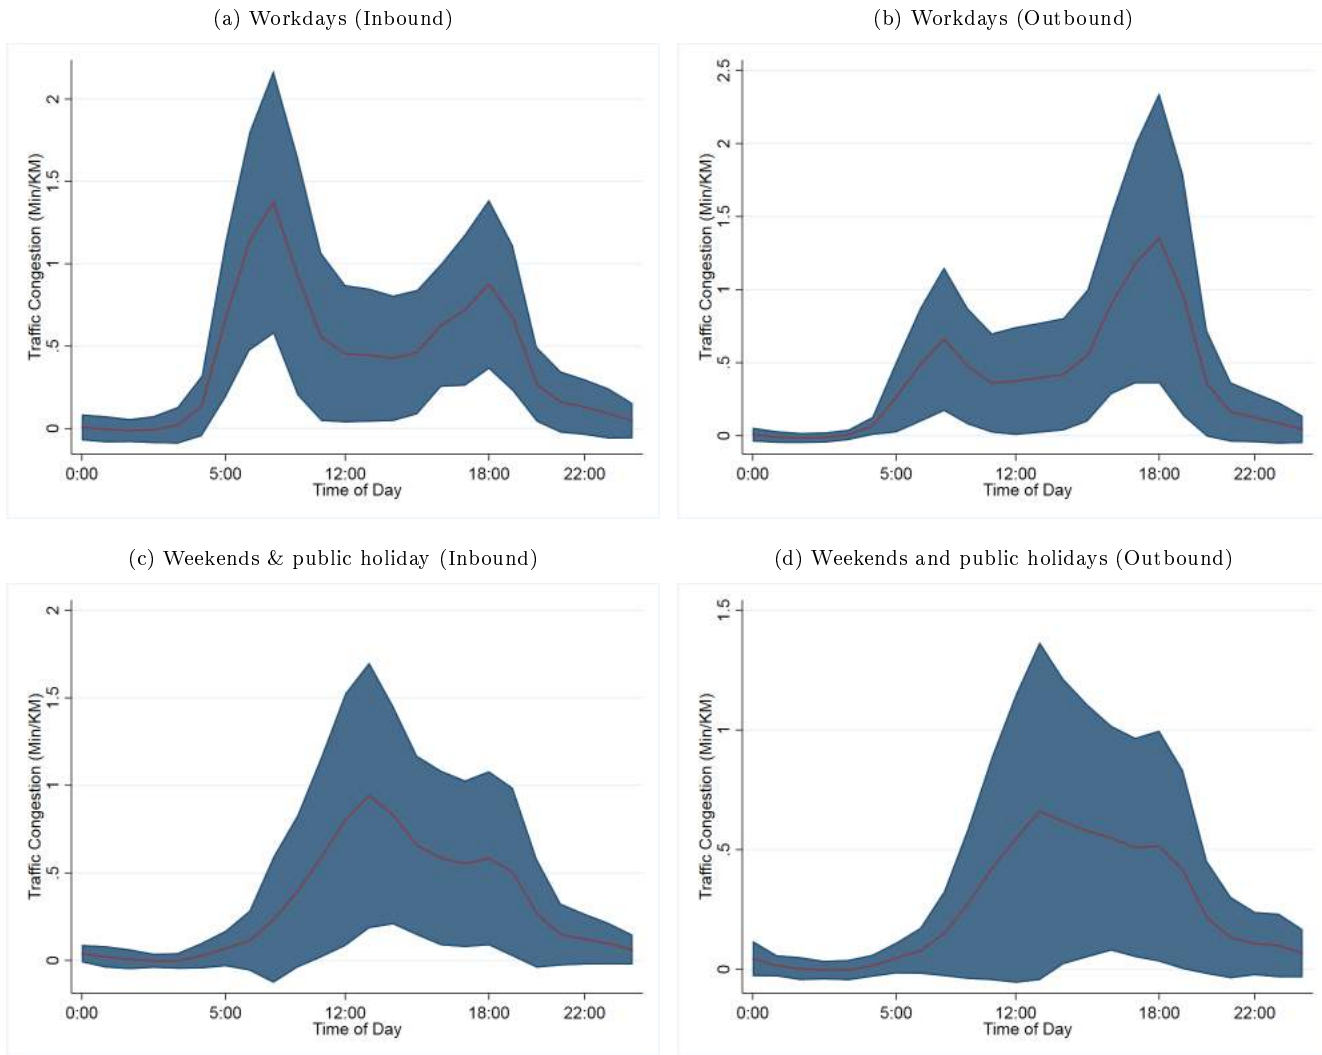 (a) Workdays (Inbound)
Traffic Congestion (Min/KM)
2
1.5
1
.5
0
0:00 5:00 12:00 18:00 22:00
Time of Day
(b) Workdays (Outbound)
Traffic Congestion (Min/KM)
2.5
2
1.5
1
.5
0
0:00 5:00 12:00 18:00 22:00
Time of Day
(c) Weekends & public holiday (Inbound)
Traffic Congestion (Min/KM)
2
1.5
1
.5
0
0:00 5:00 12:00 18:00 22:00
Time of Day
(d) Weekends and public holidays (Outbound)
Traffic Congestion (Min/KM)
1.5
1
.5
0
0:00 5:00 12:00 18:00 22:00
Time of Day